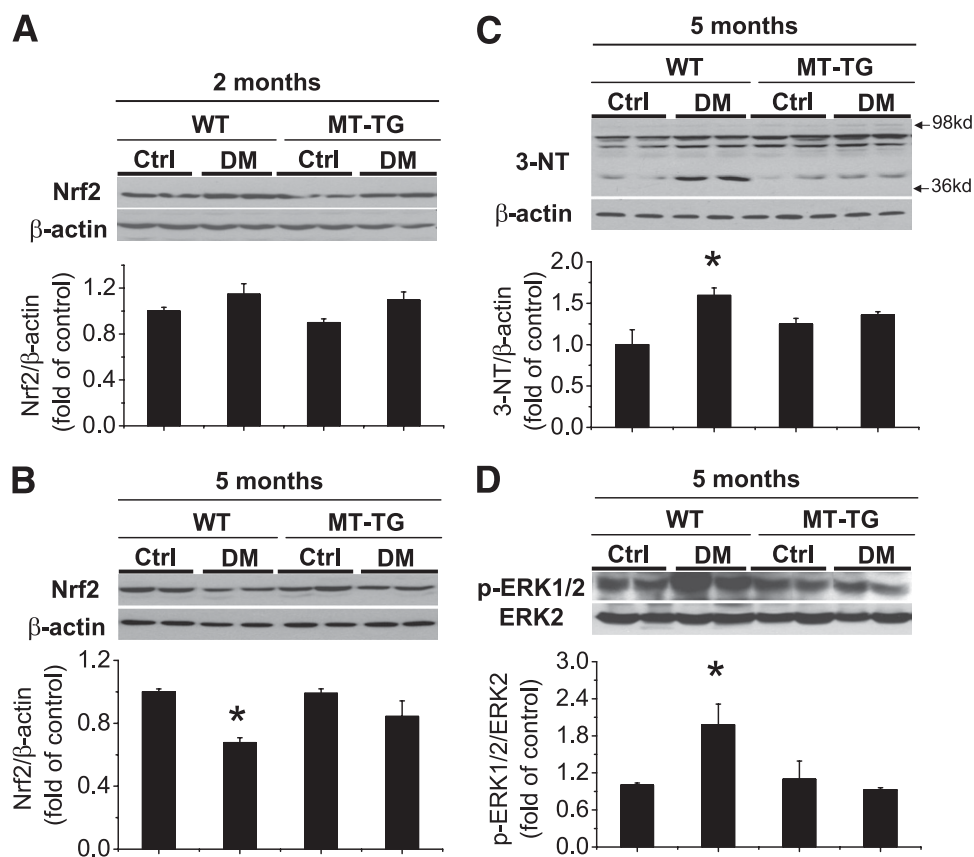 A
2 months
WT MT-TG
Ctrl DM Ctrl DM
Nrf2
β-actin
Nrf2/β-actin
(fold of control)
1.2
0.8
0.4
0.0
B
5 months
WT MT-TG
Ctrl DM Ctrl DM
Nrf2
β-actin
Nrf2/β-actin
(fold of control)
1.2
0.8
0.4
0.0
*
C
5 months
WT MT-TG
Ctrl DM Ctrl DM
98kd
3-NT
36kd
β-actin
3-NT/β-actin
(fold of control)
2.0
1.5
1.0
0.5
0.0
*
D
5 months
WT MT-TG
Ctrl DM Ctrl DM
p-ERK1/2
ERK2
p-ERK1/2/ERK2
(fold of control)
3.0
2.4
1.8
1.2
0.6
0.0
*